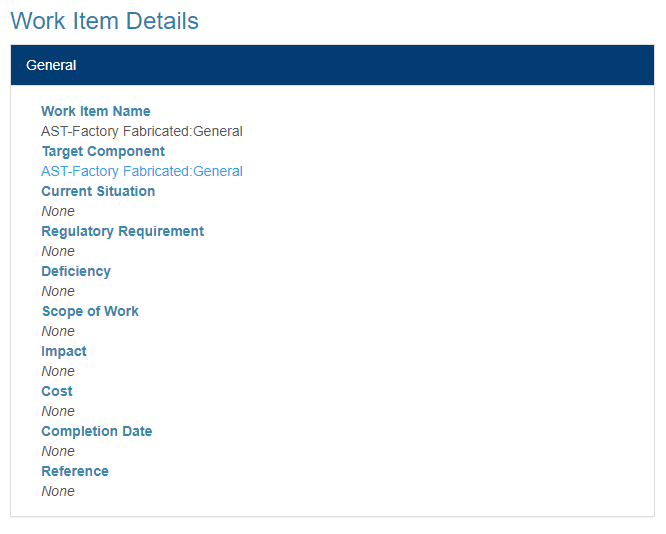 Work Item Details
General
Work Item Name
AST-Factory Fabricated:General
Target Component
AST-Factory Fabricated:General
Current Situation
None
Regulatory Requirement
None
Deficiency
None
Scope of Work
None
Impact
None
Cost
None
Completion Date
None
Reference
None